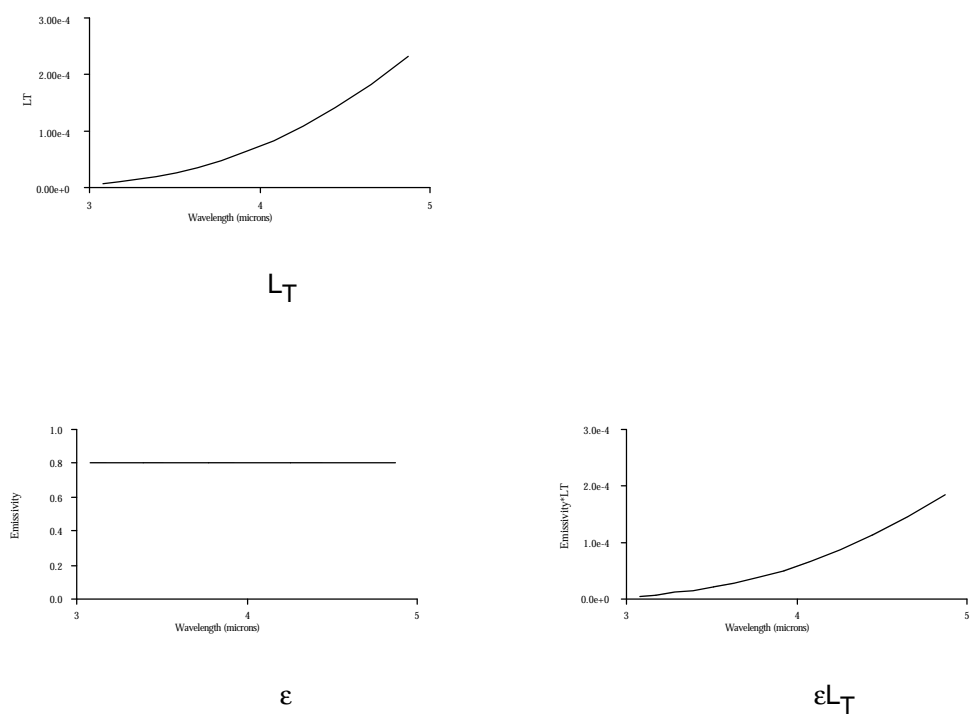 3.00e-4
2.00e-4
LT
1.00e-4
0.00e+0
3 4 5
Wavelength (microns)
L_T
1.0
0.8
0.6
Emissivity
0.4
0.2
0.0
3 4 5
Wavelength (microns)
ε
3.0e-4
2.0e-4
Emissivity*LT
1.0e-4
0.0e+0
3 4 5
Wavelength (microns)
εL_T